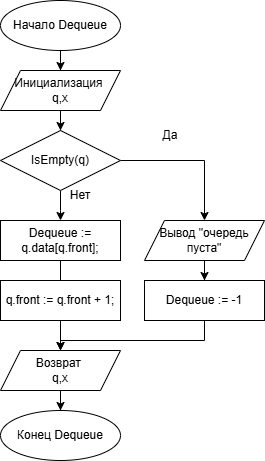 Начало Dequeue
Инициализация
q,x
Да
IsEmpty(q)
Нет
Dequeue :=
q.data[q.front];
Вывод "очередь
пуста"
q.front := q.front + 1;
Dequeue := -1
Возврат
q,x
Конец Dequeue